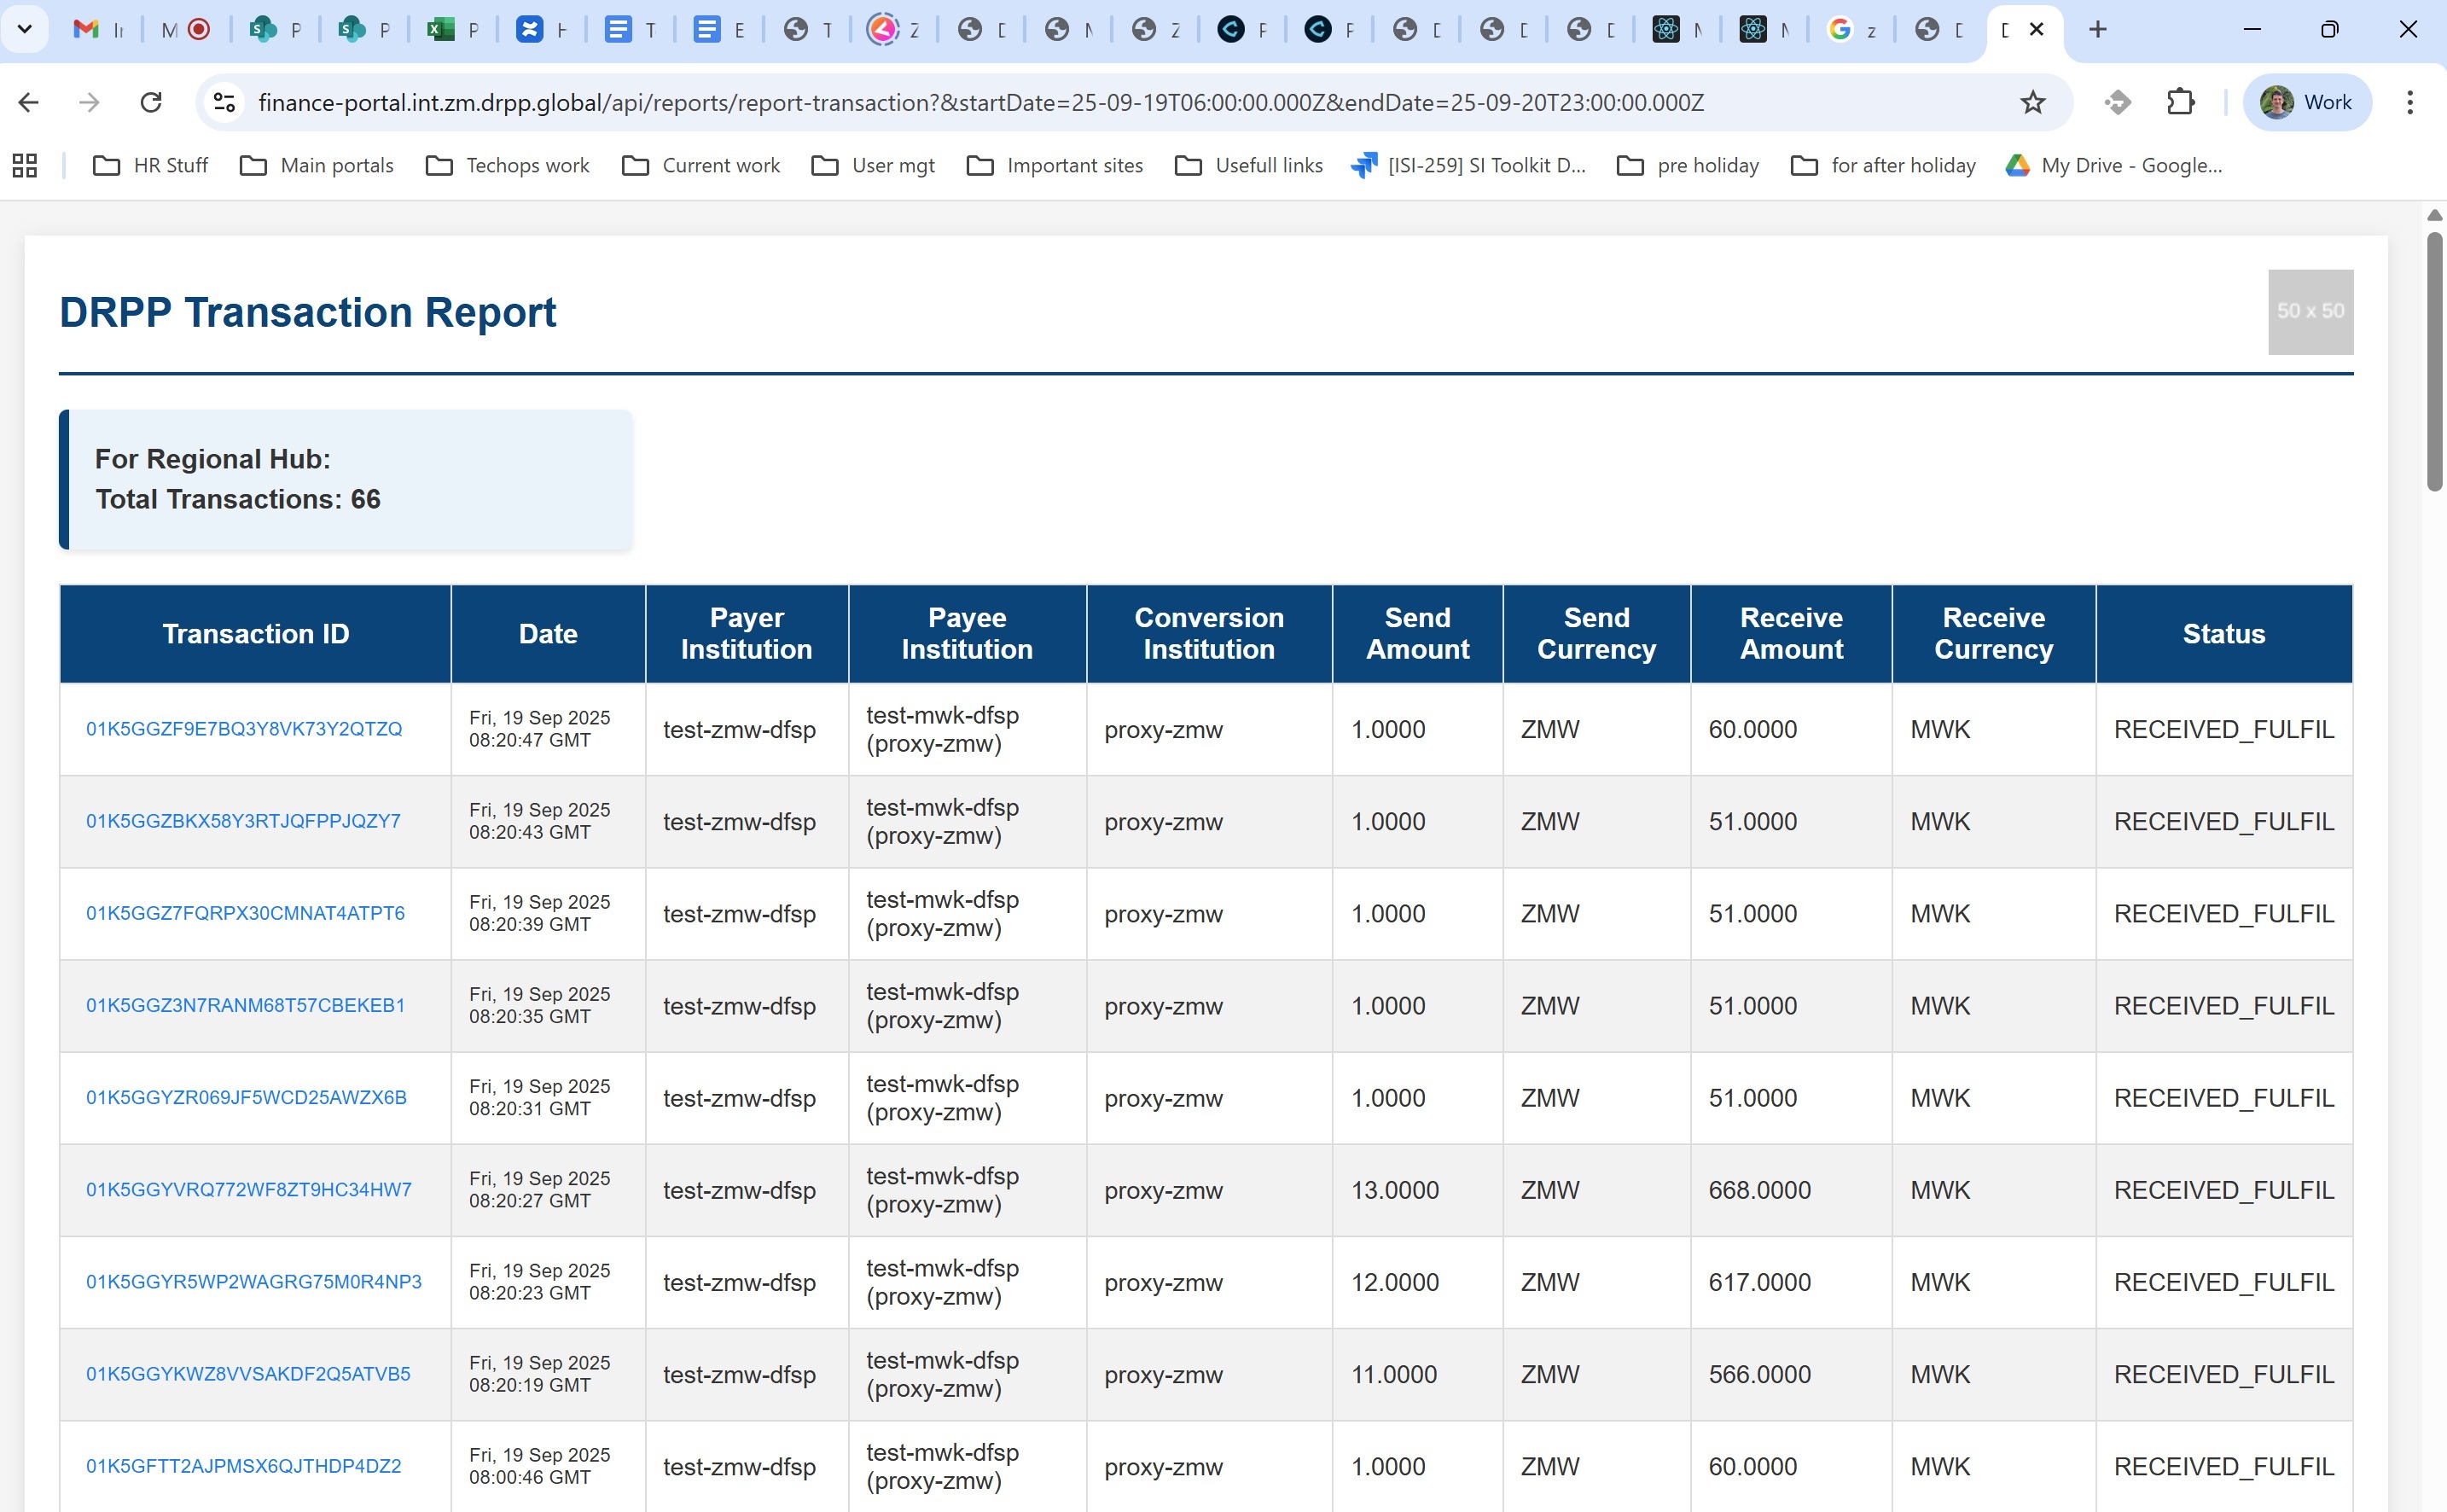 finance-portal.int.zm.drpp.global/api/reports/report-transaction?&startDate=25-09-19T06:00:00.000Z&endDate=25-09-20T23:00:00.000Z
Work
HR Stuff
Main portals
Techops work
Current work
User mgt
Important sites
Usefull links
[ISI-259] SI Toolkit D...
pre holiday
for after holiday
My Drive - Google...
DRPP Transaction Report
50 x 50
For Regional Hub:
Total Transactions: 66
Transaction ID Date Payer Institution Payee Institution Conversion Institution Send Amount Send Currency Receive Amount Receive Currency Status
01K5GGZF9E7BQ3Y8VK73Y2QTZQ Fri, 19 Sep 2025 08:20:47 GMT test-zmw-dfsp test-mwk-dfsp (proxy-zmw) proxy-zmw 1.0000 ZMW 60.0000 MWK RECEIVED_FULFIL
01K5GGZBKX58Y3RTJQFPPJQZY7 Fri, 19 Sep 2025 08:20:43 GMT test-zmw-dfsp test-mwk-dfsp (proxy-zmw) proxy-zmw 1.0000 ZMW 51.0000 MWK RECEIVED_FULFIL
01K5GGZ7FQRPX30CMNAT4ATPT6 Fri, 19 Sep 2025 08:20:39 GMT test-zmw-dfsp test-mwk-dfsp (proxy-zmw) proxy-zmw 1.0000 ZMW 51.0000 MWK RECEIVED_FULFIL
01K5GGZ3N7RANM68T57CBEKEB1 Fri, 19 Sep 2025 08:20:35 GMT test-zmw-dfsp test-mwk-dfsp (proxy-zmw) proxy-zmw 1.0000 ZMW 51.0000 MWK RECEIVED_FULFIL
01K5GGYZR069JF5WCD25AWZX6B Fri, 19 Sep 2025 08:20:31 GMT test-zmw-dfsp test-mwk-dfsp (proxy-zmw) proxy-zmw 1.0000 ZMW 51.0000 MWK RECEIVED_FULFIL
01K5GGYVRQ772WF8ZT9HC34HW7 Fri, 19 Sep 2025 08:20:27 GMT test-zmw-dfsp test-mwk-dfsp (proxy-zmw) proxy-zmw 13.0000 ZMW 668.0000 MWK RECEIVED_FULFIL
01K5GGYR5WP2WAGRG75M0R4NP3 Fri, 19 Sep 2025 08:20:23 GMT test-zmw-dfsp test-mwk-dfsp (proxy-zmw) proxy-zmw 12.0000 ZMW 617.0000 MWK RECEIVED_FULFIL
01K5GGYKWZ8VVSAKDF2Q5ATVB5 Fri, 19 Sep 2025 08:20:19 GMT test-zmw-dfsp test-mwk-dfsp (proxy-zmw) proxy-zmw 11.0000 ZMW 566.0000 MWK RECEIVED_FULFIL
01K5GFTT2AJPMSX6QJTHDP4DZ2 Fri, 19 Sep 2025 08:00:46 GMT test-zmw-dfsp test-mwk-dfsp (proxy-zmw) proxy-zmw 1.0000 ZMW 60.0000 MWK RECEIVED_FULFIL